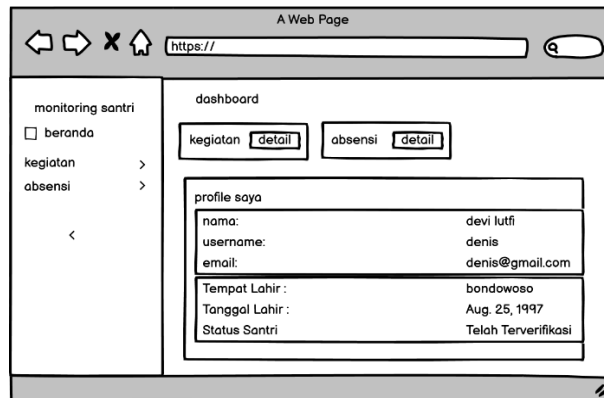 A Web Page
https://
monitoring santri
beranda
kegiatan
absensi
dashboard
kegiatan detail
absensi detail
profile saya
nama: devi lutfi
username: denis
email: denis@gmail.com
Tempat Lahir : bondowoso
Tanggal Lahir : Aug. 25, 1997
Status Santri Telah Terverifikasi